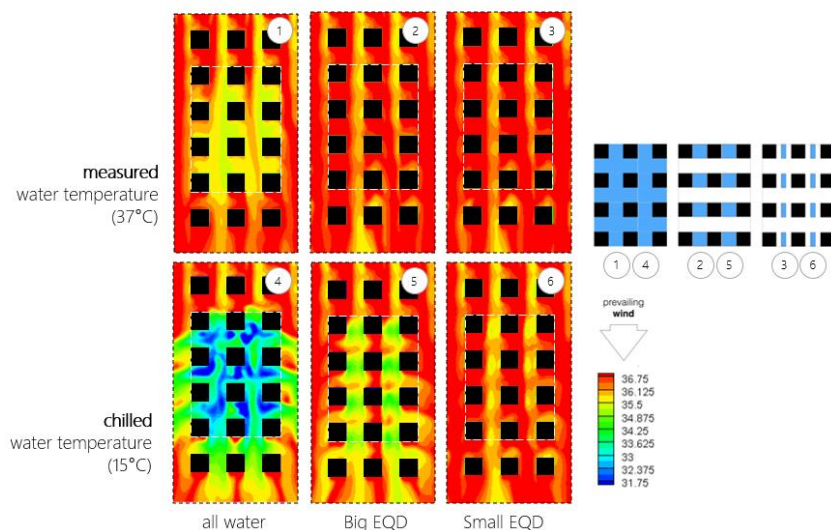 1
2
3
measured
water temperature
(37°C)
1 4
2 5
3 6
4
5
6
prevailing
wind
36.75
36.125
35.5
34.875
34.25
33.625
33
32.375
31.75
chilled
water temperature
(15°C)
all water
Big EQD
Small EQD